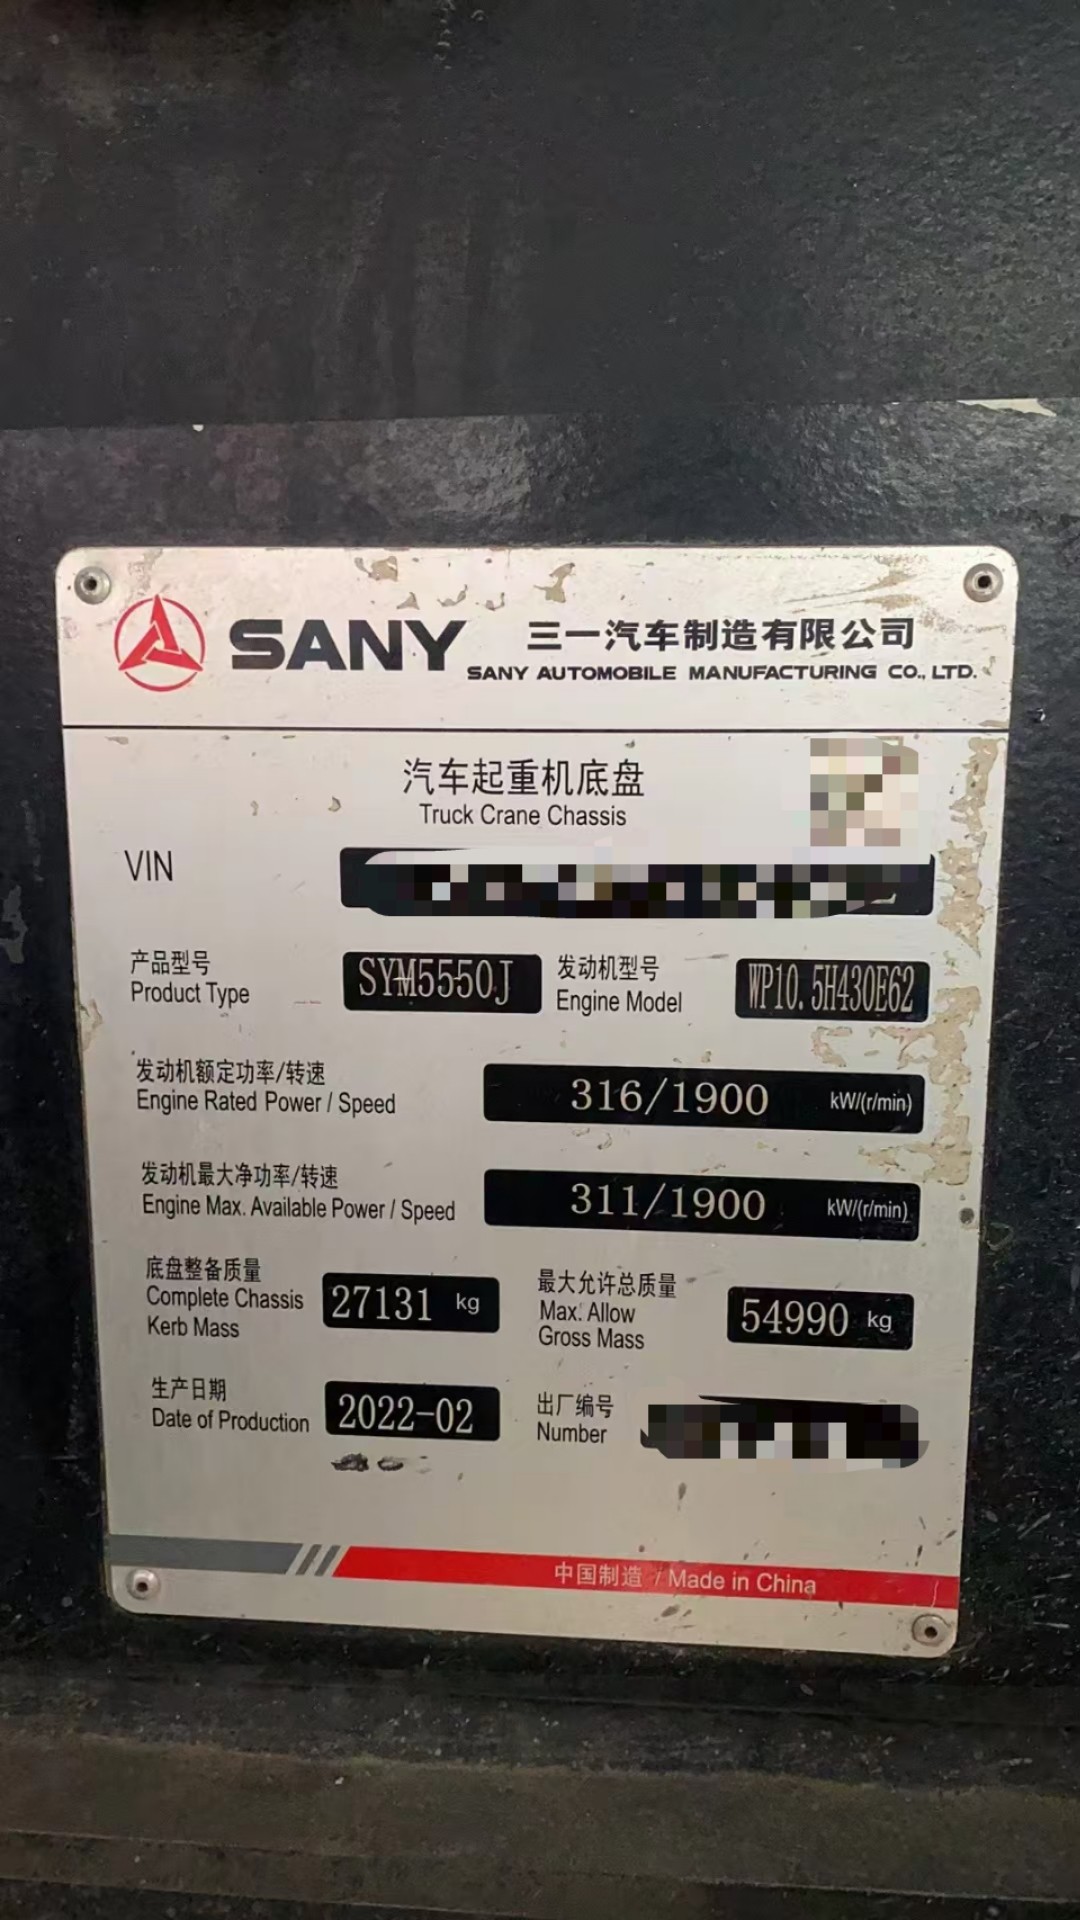 SANY 三一汽车制造有限公司
SANY AUTOMOBILE MANUFACTURING CO., LTD.
汽车起重机底盘
Truck Crane Chassis
VIN
产品型号 SYM5550J 发动机型号 WP10.5H430E62
Product Type Engine Model
发动机额定功率/转速
Engine Rated Power / Speed 316/1900 kW/(r/min)
发动机最大净功率/转速
Engine Max. Available Power / Speed 311/1900 kW/(r/min)
底盘整备质量 最大允许总质量
Complete Chassis 27131 kg Max. Allow 54990 kg
Kerb Mass Gross Mass
生产日期 2022-02 出厂编号
Date of Production Number
中国制造 / Made in China